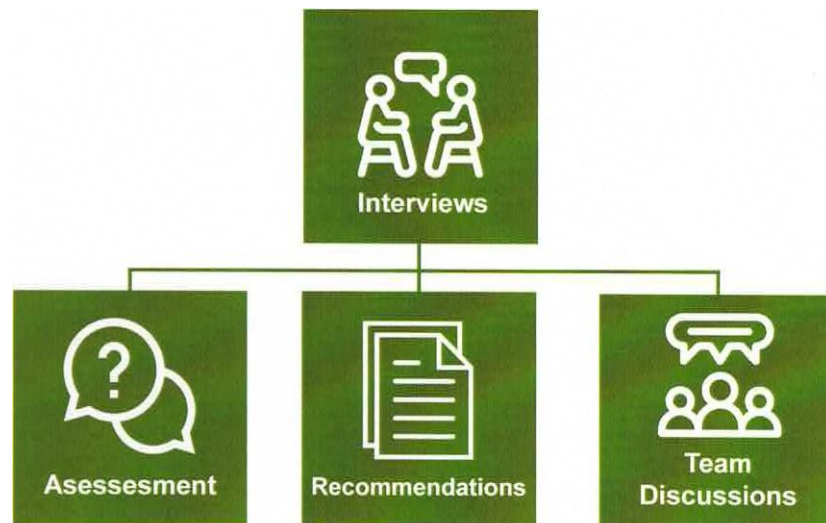 Interviews
?
Asessesment
Recommendations
Team
Discussions